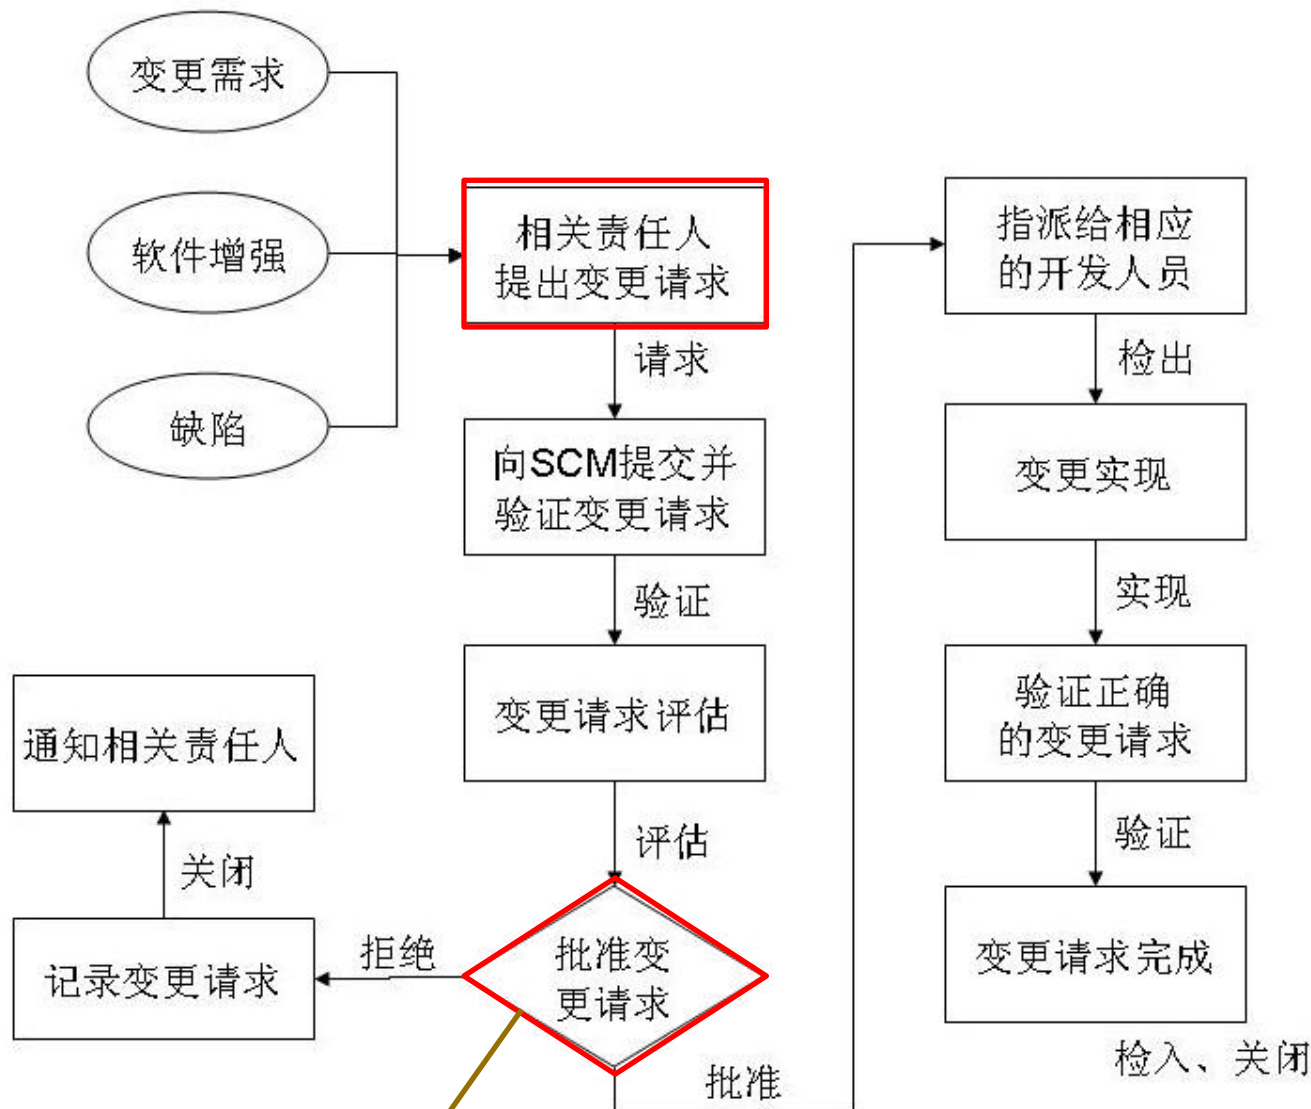 变更需求
软件增强
缺陷
相关责任人
提出变更请求
请求
向SCM提交并
验证变更请求
验证
变更请求评估
评估
批准变
更请求
拒绝
记录变更请求
关闭
通知相关责任人
批准
指派给相应
的开发人员
检出
变更实现
实现
验证正确
的变更请求
验证
变更请求完成
检入、关闭